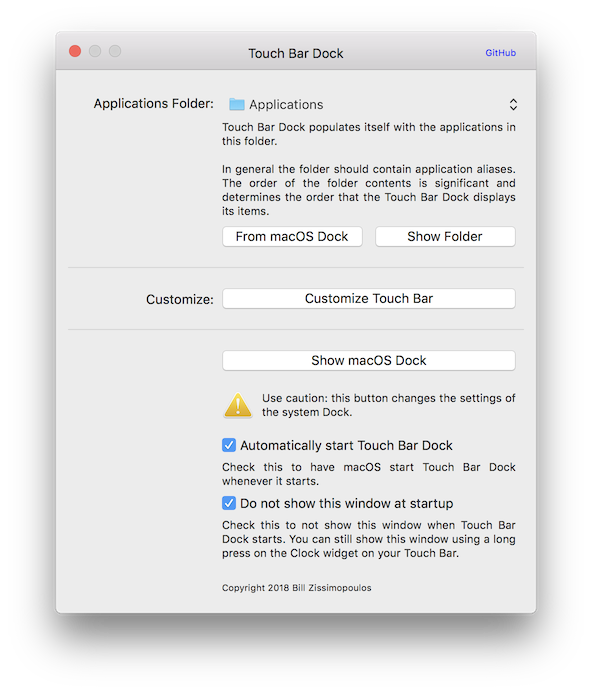 Touch Bar Dock
GitHub
Applications Folder:
Applications
Touch Bar Dock populates itself with the applications in
this folder.
In general the folder should contain application aliases.
The order of the folder contents is significant and
determines the order that the Touch Bar Dock displays
its items.
From macOS Dock
Show Folder
Customize:
Customize Touch Bar
Show macOS Dock
Use caution: this button changes the settings of
the system Dock.
Automatically start Touch Bar Dock
Check this to have macOS start Touch Bar Dock
whenever it starts.
Do not show this window at startup
Check this to not show this window when Touch Bar
Dock starts. You can still show this window using a long
press on the Clock widget on your Touch Bar.
Copyright 2018 Bill Zissimopoulos